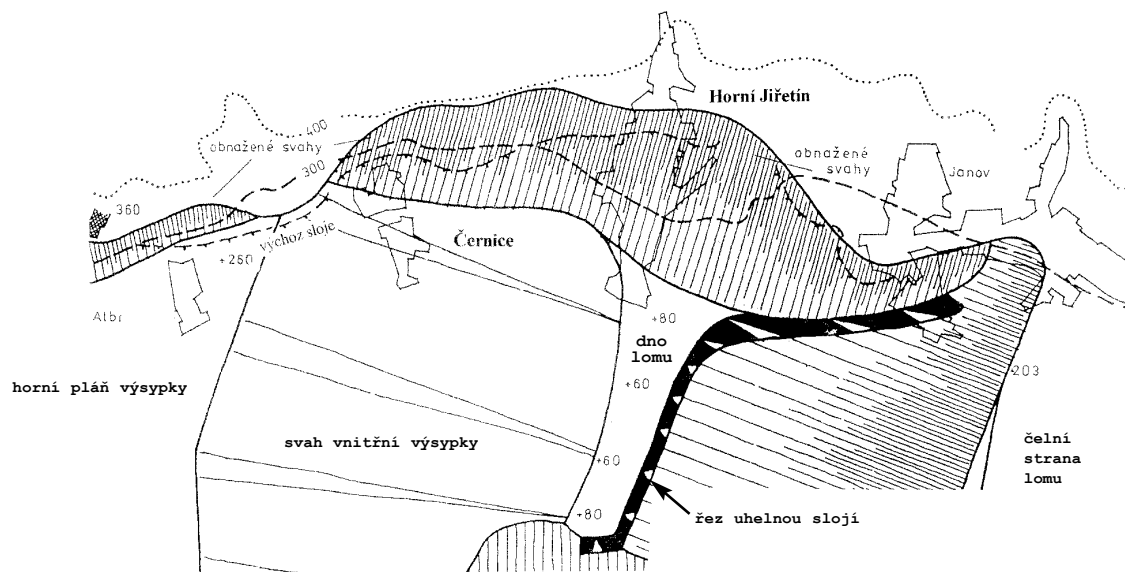 Horní Jiřetín
400
obnažené svahy
300
obnažené
svahy
Janov
360
výchoz sloje
+260
Černice
Albr
+80
dno
lomu
203
horní pláň výsypky
+60
svah vnitřní výsypky
čelní
strana
lomu
+60
+80
řez uhelnou slojí